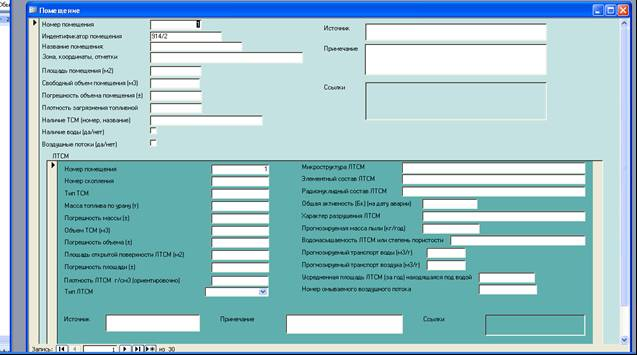 Помещение
Номер помещения 1
Индентификатор помещения 914/2
Название помещения
Зона, координаты, отметки
Площадь помещения (м2)
Свободный объем помещения (м3)
Погрешность объема помещения (±)
Плотность загрязнения топливной
Наличие ТСМ (номер, название)
Наличие воды (да/нет)
Воздушные потоки (да/нет)
Источник
Примечание
Ссылки
ЛТСМ
Номер помещения 1
Номер скопления
Тип ТСМ
Масса топлива по урану (т)
Погрешность массы (±)
Объем ТСМ (м3)
Погрешность объема (±)
Площадь открытой поверхности ЛТСМ (м2)
Погрешность площади (±)
Плотность ЛТСМ г/см3 (ориентировочно)
Тип ЛТСМ
Микроструктура ЛТСМ
Элементный состав ЛТСМ
Радионуклидный состав ЛТСМ
Общая активность (Бк) (на дату аварии)
Характер разрушения ЛТСМ
Прогнозируемая масса пыли (кг/год)
Водонасыщаемость ЛТСМ или степень пористости
Прогнозируемый транспорт воды (м3/г)
Прогнозируемый транспорт воздуха (м3/г)
Усредненная площадь ЛТСМ (за год) находящаяся под водой
Номер омываемого воздушного потока
Источник
Примечание
Ссылки
Запись: 1 из 30